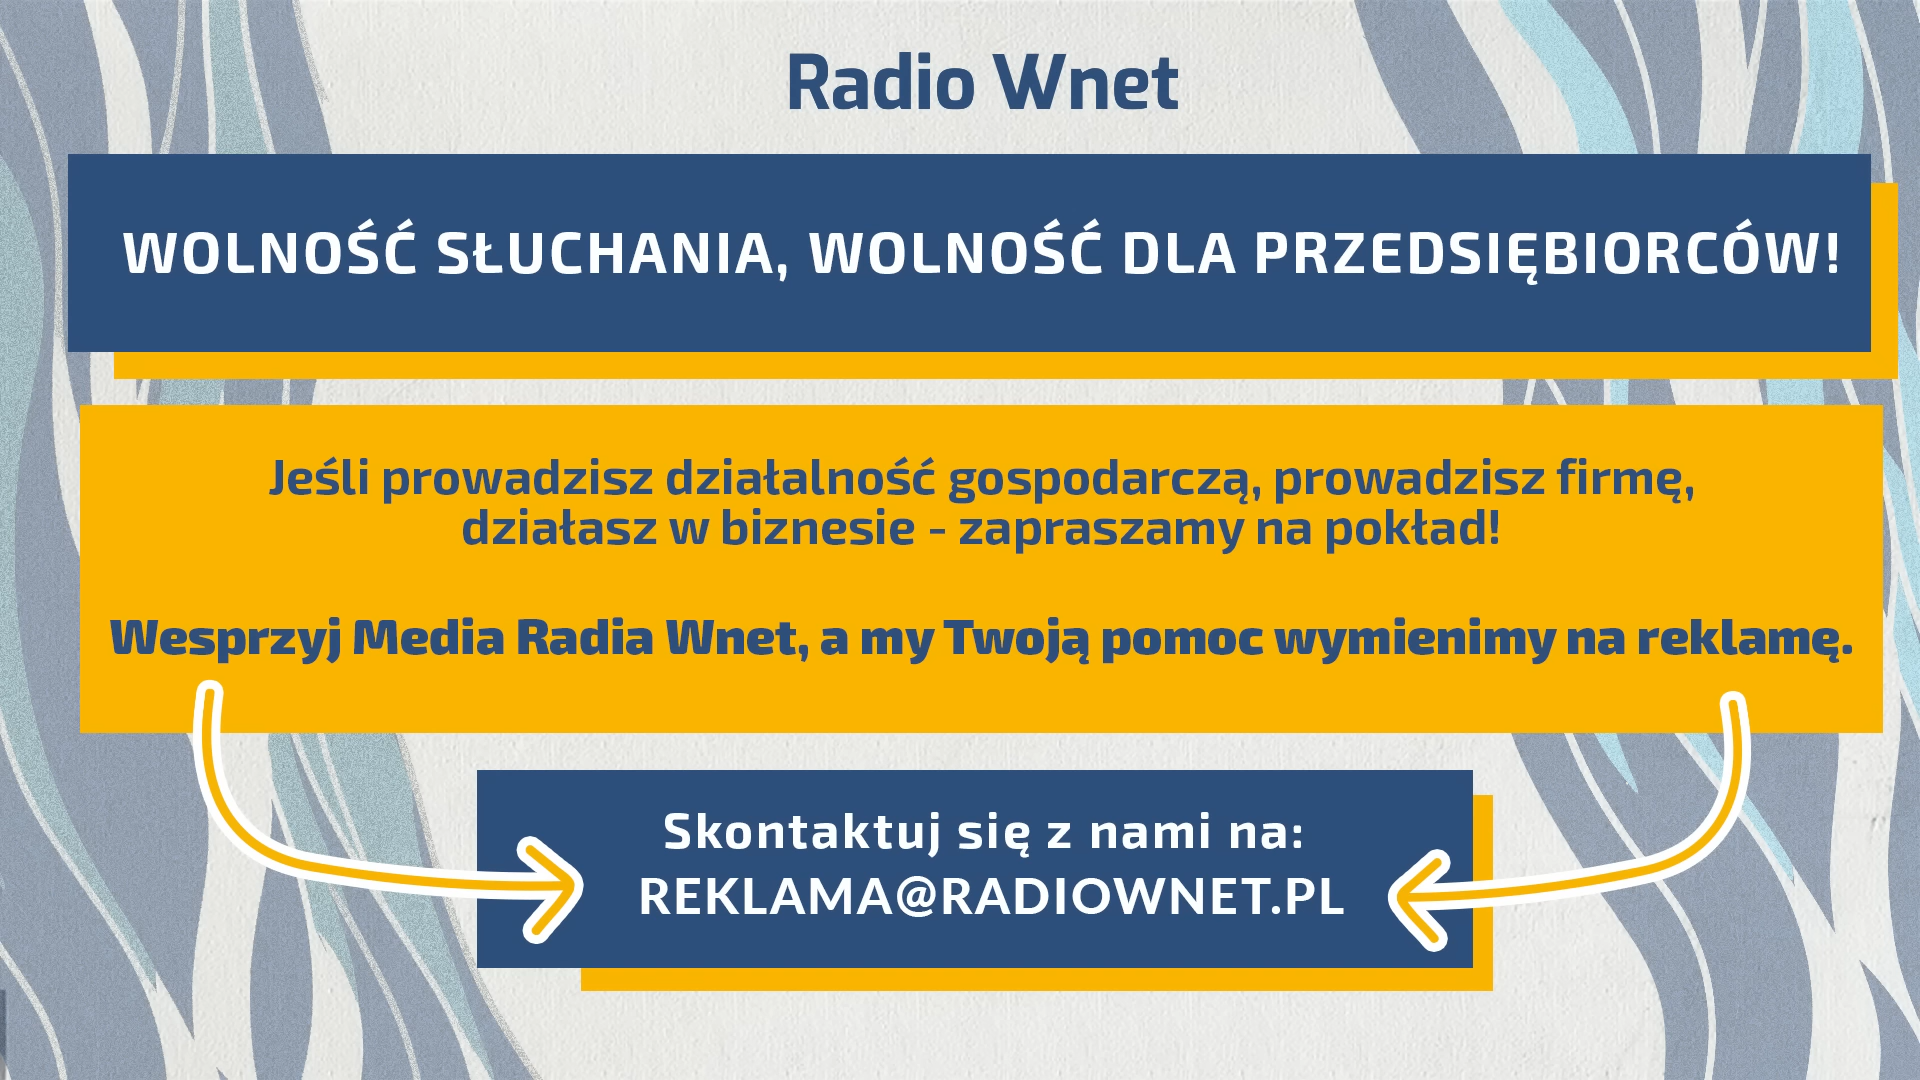 Radio Wnet
WOLNOŚĆ SŁUCHANIA, WOLNOŚĆ DLA PRZEDSIĘBIORCÓW!
Jeśli prowadzisz działalność gospodarczą, prowadzisz firmę,
działasz w biznesie - zapraszamy na pokład!
Wesprzyj Media Radia Wnet, a my Twoją pomoc wymienimy na reklamę.
Skontaktuj się z nami na:
REKLAMA@RADIOWNET.PL